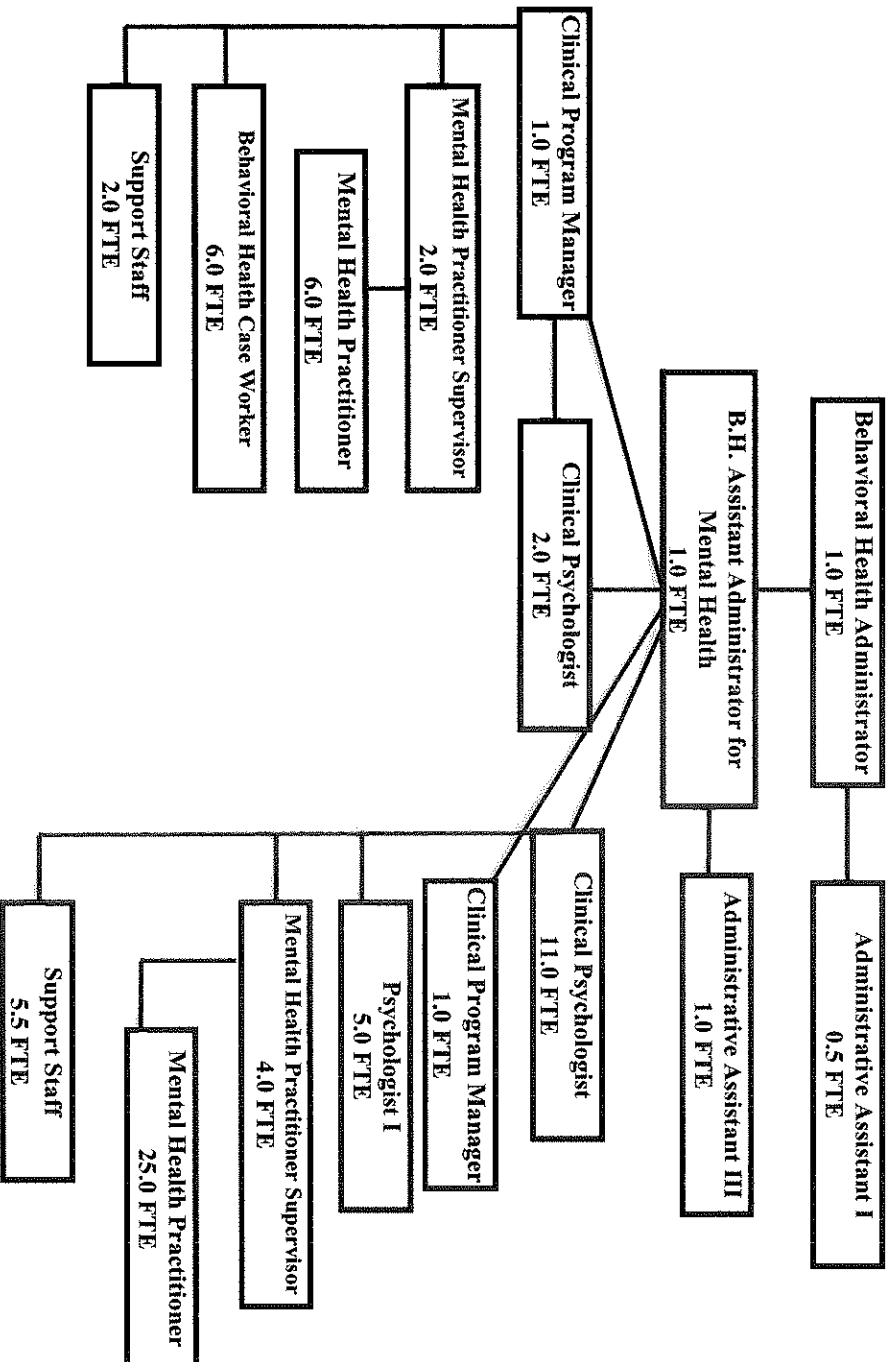 Behavioral Health Administrator
1.0 FTE
Administrative Assistant I
0.5 FTE
B.H. Assistant Administrator for
Mental Health
1.0 FTE
Administrative Assistant III
1.0 FTE
Clinical Program Manager
1.0 FTE
Clinical Psychologist
2.0 FTE
Clinical Psychologist
11.0 FTE
Clinical Program Manager
1.0 FTE
Mental Health Practitioner Supervisor
2.0 FTE
Mental Health Practitioner
6.0 FTE
Behavioral Health Case Worker
6.0 FTE
Support Staff
2.0 FTE
Psychologist I
5.0 FTE
Mental Health Practitioner Supervisor
4.0 FTE
Mental Health Practitioner
25.0 FTE
Support Staff
5.5 FTE